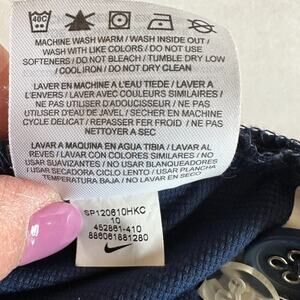 40C
MACHINE WASH WARM / WASH INSIDE OUT /
WASH WITH LIKE COLORS / DO NOT USE
SOFTENERS / DO NOT BLEACH / TUMBLE DRY LOW
/ COOL IRON / DO NOT DRY CLEAN
LAVER EN MACHINE A L'EAU TIEDE / LAVER A
L'ENVERS / AVEC COULEURS SIMILAIRES /
NE PAS UTILISER D'ADOUCISSEUR / NE PAS
UTILISER D'EAU DE JAVEL / SECHER EN MACHINE
CYCLE DELICAT / REPASSER FER FROID / NE PAS
NETTOYER A SEC
LAVAR A MAQUINA EN AGUA TIBIA / LAVAR AL
REVES / LAVAR CON COLORES SIMILARES / NO
USAR SUAVIZANTES / NO USAR BLANQUEADORES
USAR SECADORA CICLO LENTO / USAR PLANCHA
TEMPERATURA BAJA / NO LAVAR EN SECO
SP120610HKC
10
452861-410
886061881280